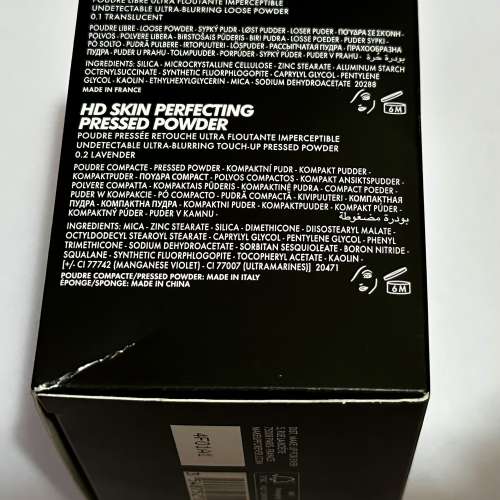 POUDRE LIBRE ULTRA FLOUTANTE IMPERCEPTIBLE
UNDETECTABLE ULTRA-BLURRING LOOSE POWDER
0.1 TRANSLUCENT
POUDRE LIBRE - LOOSE POWDER - SYPKÝ PUDR - LØST PUDDER - LOSER PUDER - ΠΟΥΔΡΑ ΣΕ ΣΚΟΝΗ -
POLVOS - POLVERE LIBERA - BIRSTOŠAIS PŪDERIS - BIRI PUDRA - LOSSE POEDER - PUDER SYPKI -
PÓ SOLTO - PUDRĂ PULBERE - IRTOPUUTERI - LÖSPUDER - РАССЫПЧАТАЯ ПУДРА - ПРАХООБРАЗНА
ПУДРА - PUDER U PRAHU - TOLMPUUDER - PORPÚDER - SYPKÝ PÚDER - PUDER V PRAHU - بودرة حرة
INGREDIENTS: SILICA - MICROCRYSTALLINE CELLULOSE - ZINC STEARATE - ALUMINUM STARCH
OCTENYLSUCCINATE - SYNTHETIC FLUORPHLOGOPITE - CAPRYLYL GLYCOL - PENTYLENE
GLYCOL - KAOLIN - ETHYLHEXYLGLYCERIN - MICA - SODIUM DEHYDROACETATE 20288
MADE IN FRANCE
6M
HD SKIN PERFECTING
PRESSED POWDER
POUDRE PRESSÉE RETOUCHE ULTRA FLOUTANTE IMPERCEPTIBLE
UNDETECTABLE ULTRA-BLURRING TOUCH-UP PRESSED POWDER
0.2 LAVENDER
POUDRE COMPACTE - PRESSED POWDER - KOMPAKTNÍ PUDR - KOMPAKT PUDDER -
KOMPAKTPUDER - ΠΟΥΔΡΑ COMPACT - POLVOS COMPACTOS - KOMPAKT ANSIKTSPUDDER -
POLVERE COMPATTA - KOMPAKTAIS PŪDERIS - KOMPAKTINĖ PUDRA - COMPACT POEDER -
PUDER W KOMPAKCIE - PÓ COMPACTO - PUDRĂ COMPACTĂ - KIVIPUUTERI - КОМПАКТНАЯ
ПУДРА - КОМПАКТНА ПУДРА - KOMPAKTNI PUDER - KOMPAKTPUUDER - KOMPAKT PÚDER -
KOMPAKTNÝ PÚDER - PUDER V KAMNU - بودرة مضغوطة
INGREDIENTS: MICA - ZINC STEARATE - SILICA - DIMETHICONE - DIISOSTEARYL MALATE -
OCTYLDODECYL STEAROYL STEARATE - CAPRYLYL GLYCOL - PENTYLENE GLYCOL - PHENYL
TRIMETHICONE - SODIUM DEHYDROACETATE - SORBITAN SESQUIOLEATE - BORON NITRIDE -
SQUALANE - SYNTHETIC FLUORPHLOGOPITE - TOCOPHERYL ACETATE - KAOLIN -
[+/- CI 77742 (MANGANESE VIOLET) - CI 77007 (ULTRAMARINES)] 20471
POUDRE COMPACTE/PRESSED POWDER: MADE IN ITALY
ÉPONGE/SPONGE: MADE IN CHINA
6M
4F01A1